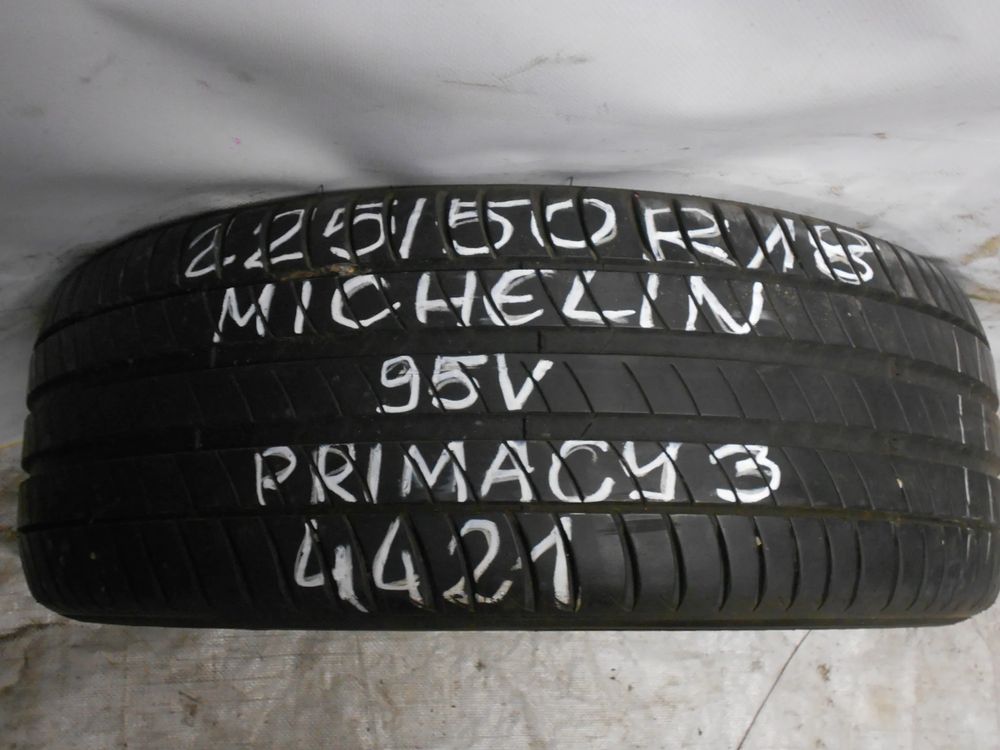 225/50 R18
MICHELIN
95V
PRIMACY 3
4421